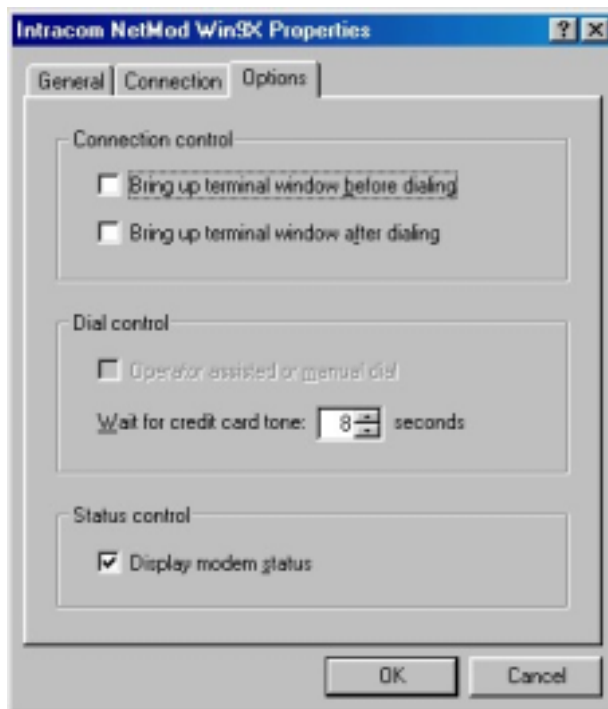 Intracom NetMod Win9X Properties
General Connection Options
Connection control
Bring up terminal window before dialing
Bring up terminal window after dialing
Dial control
Operator assisted or manual dial
Wait for credit card tone: 8 seconds
Status control
Display modem status
OK Cancel